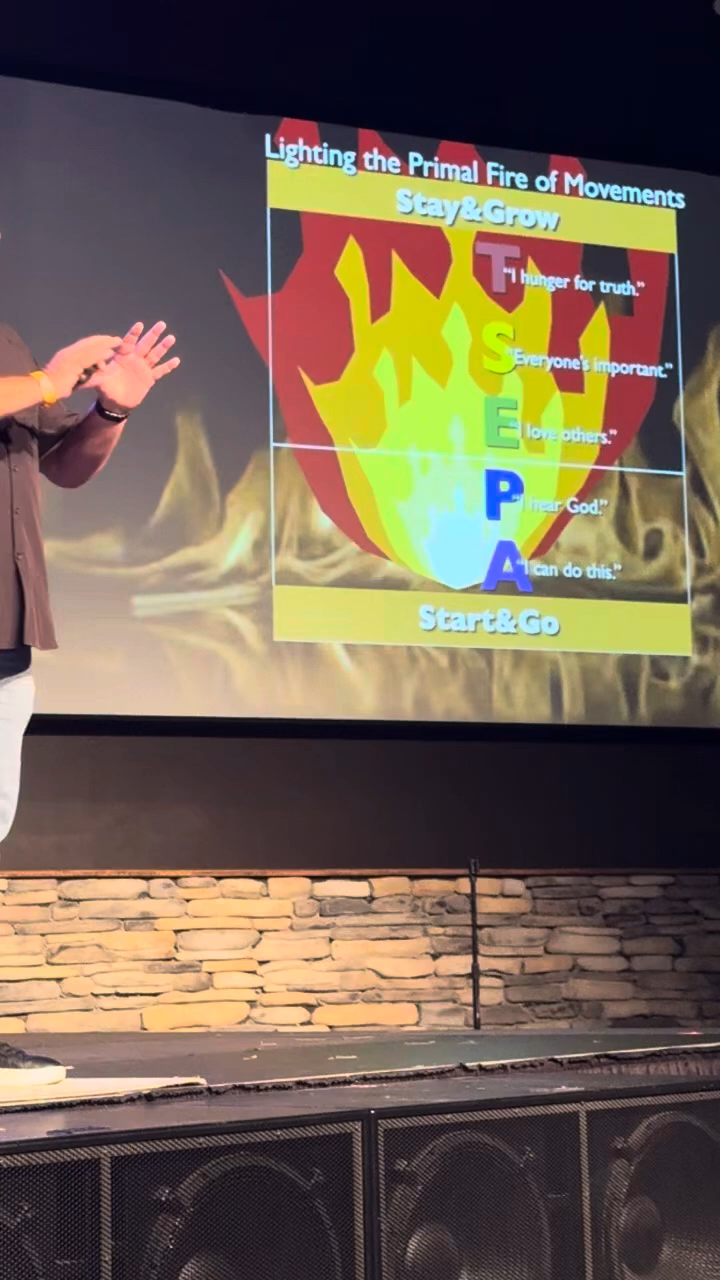 Lighting the Primal Fire of Movements
Stay&Grow
T "I hunger for truth."
S "Everyone's important."
E "I love others."
P "I hear God."
A "I can do this."
Start&Go